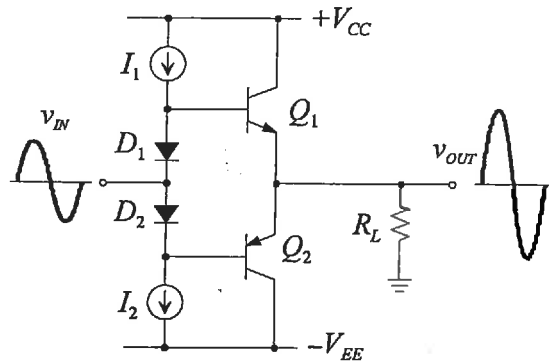 +V_CC
I_1
Q_1
v_IN
D_1
v_OUT
D_2
R_L
Q_2
I_2
-V_EE